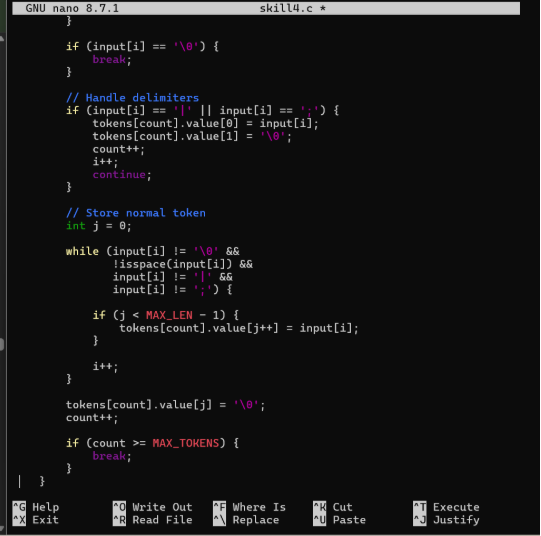 GNU nano 8.7.1 skill4.c *
}
if (input[i] == '\0') {
break;
}
// Handle delimiters
if (input[i] == '|' || input[i] == ';') {
tokens[count].value[0] = input[i];
tokens[count].value[1] = '\0';
count++;
i++;
continue;
}
// Store normal token
int j = 0;
while (input[i] != '\0' &&
!isspace(input[i]) &&
input[i] != '|' &&
input[i] != ';') {
if (j < MAX_LEN - 1) {
tokens[count].value[j++] = input[i];
}
i++;
}
tokens[count].value[j] = '\0';
count++;
if (count >= MAX_TOKENS) {
break;
}
}
^G Help ^O Write Out ^F Where Is ^K Cut ^T Execute
^X Exit ^R Read File ^\ Replace ^U Paste ^J Justify